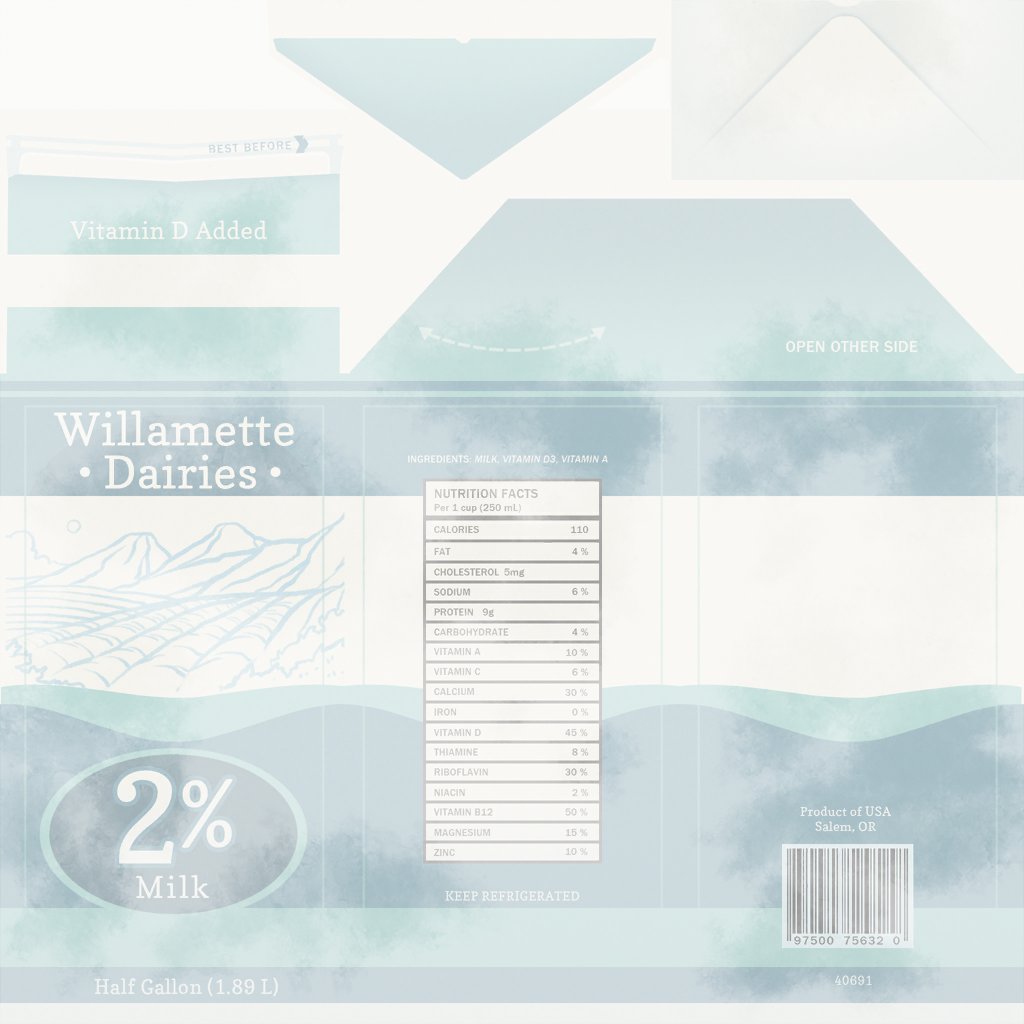 BEST BEFORE
Vitamin D Added
OPEN OTHER SIDE
Willamette
• Dairies •
INGREDIENTS: MILK, VITAMIN D3, VITAMIN A
NUTRITION FACTS
Per 1 cup (250 mL)
CALORIES 110
FAT 4 %
CHOLESTEROL 5mg
SODIUM 6 %
PROTEIN 9g
CARBOHYDRATE 4 %
VITAMIN A 10 %
VITAMIN C 6 %
CALCIUM 30 %
IRON 0 %
VITAMIN D 45 %
THIAMINE 8 %
RIBOFLAVIN 30 %
NIACIN 2 %
VITAMIN B12 50 %
MAGNESIUM 15 %
ZINC 10 %
KEEP REFRIGERATED
2%
Milk
Half Gallon (1.89 L)
Product of USA
Salem, OR
97500 75632 0
40691